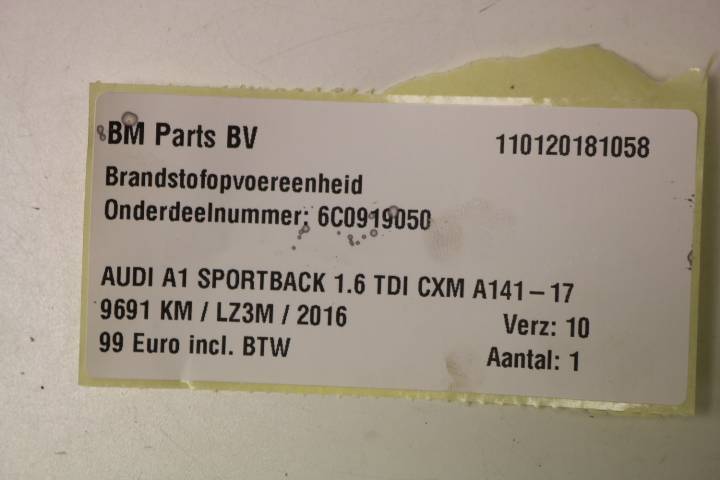 BM Parts BV 110120181058
Brandstofopvoereenheid
Onderdeelnummer: 6C0919050
AUDI A1 SPORTBACK 1.6 TDI CXM A141-17
9691 KM / LZ3M / 2016 Verz: 10
99 Euro incl. BTW Aantal: 1